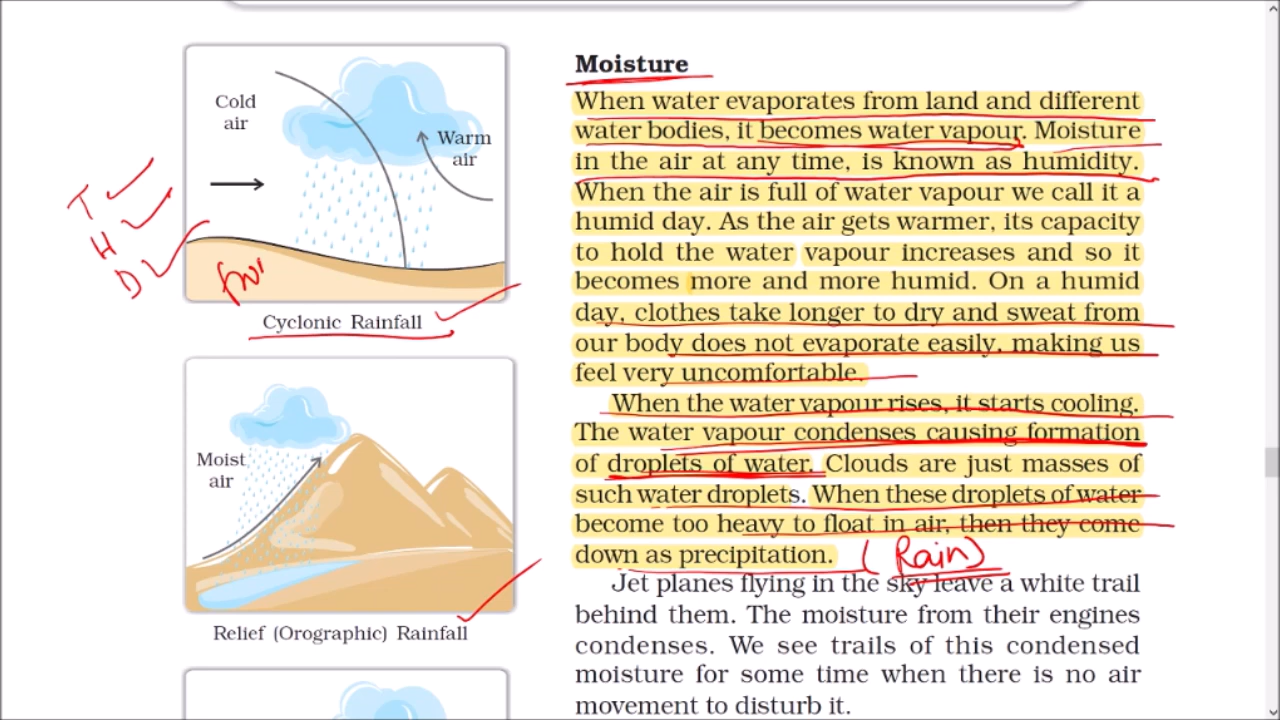 Cold
air
Warm
air
T
H
D
Cyclonic Rainfall
Moist
air
Relief (Orographic) Rainfall
Moisture
When water evaporates from land and different
water bodies, it becomes water vapour. Moisture
in the air at any time, is known as humidity.
When the air is full of water vapour we call it a
humid day. As the air gets warmer, its capacity
to hold the water vapour increases and so it
becomes more and more humid. On a humid
day, clothes take longer to dry and sweat from
our body does not evaporate easily, making us
feel very uncomfortable.
When the water vapour rises, it starts cooling.
The water vapour condenses causing formation
of droplets of water. Clouds are just masses of
such water droplets. When these droplets of water
become too heavy to float in air, then they come
down as precipitation. (Rain)
Jet planes flying in the sky leave a white trail
behind them. The moisture from their engines
condenses. We see trails of this condensed
moisture for some time when there is no air
movement to disturb it.